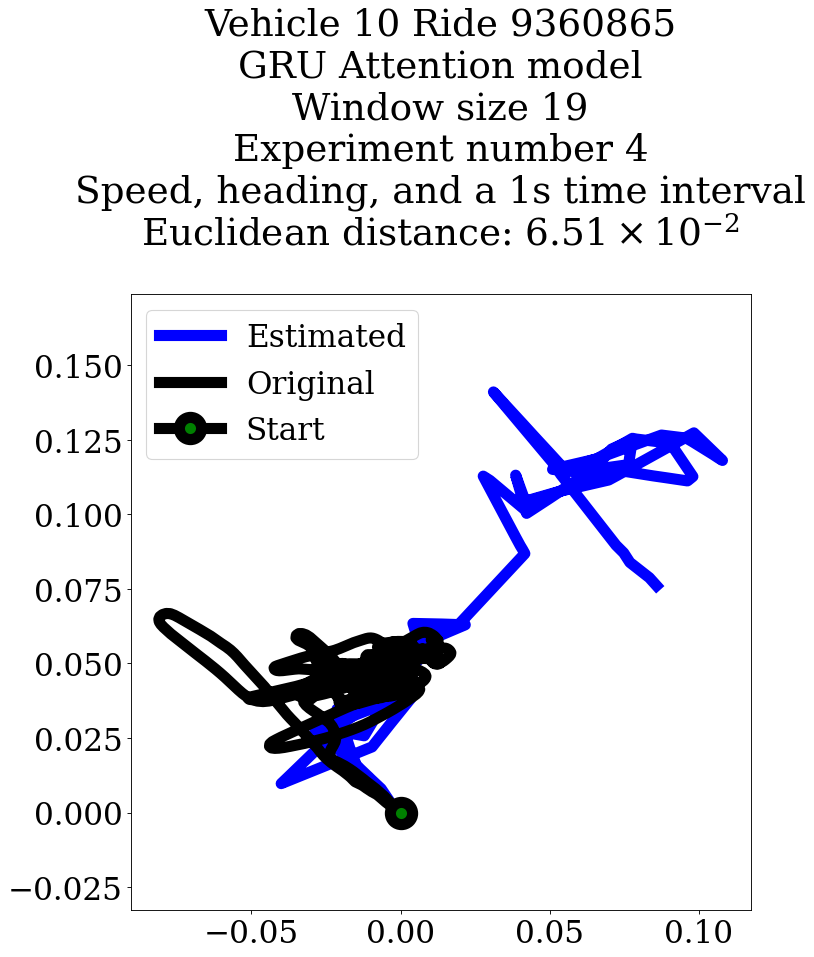 Vehicle 10 Ride 9360865
GRU Attention model
Window size 19
Experiment number 4
Speed, heading, and a 1s time interval
Euclidean distance: 6.51 × 10⁻²
Estimated
Original
Start
0.150
0.125
0.100
0.075
0.050
0.025
0.000
−0.025
−0.05 0.00 0.05 0.10